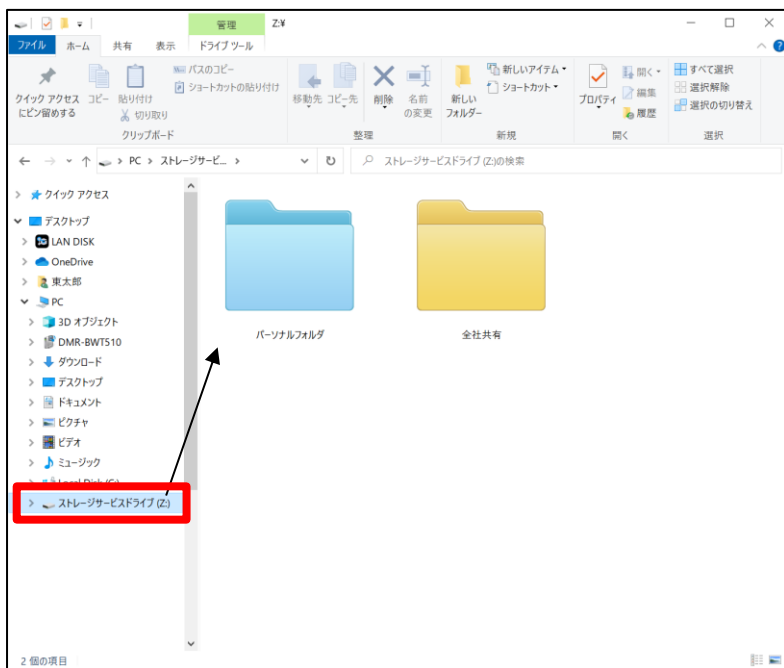 管理
Z:¥
ファイル
ホーム
共有
表示
ドライブ ツール
クイック アクセス
にピン留めする
コピー
貼り付け
パスのコピー
ショートカットの貼り付け
切り取り
移動先
コピー先
削除
名前
の変更
新しい
フォルダー
新しいアイテム
ショートカット
プロパティ
開く
編集
履歴
すべて選択
選択解除
選択の切り替え
クリップボード
整理
新規
開く
選択
PC
ストレージサービ...
ストレージサービスドライブ (Z:)の検索
クイック アクセス
デスクトップ
LAN DISK
OneDrive
東太郎
PC
3D オブジェクト
DMR-BWT510
ダウンロード
デスクトップ
ドキュメント
ピクチャ
ビデオ
ミュージック
Local Disk (C:)
ストレージサービスドライブ (Z:)
パーソナルフォルダ
全社共有
2 個の項目